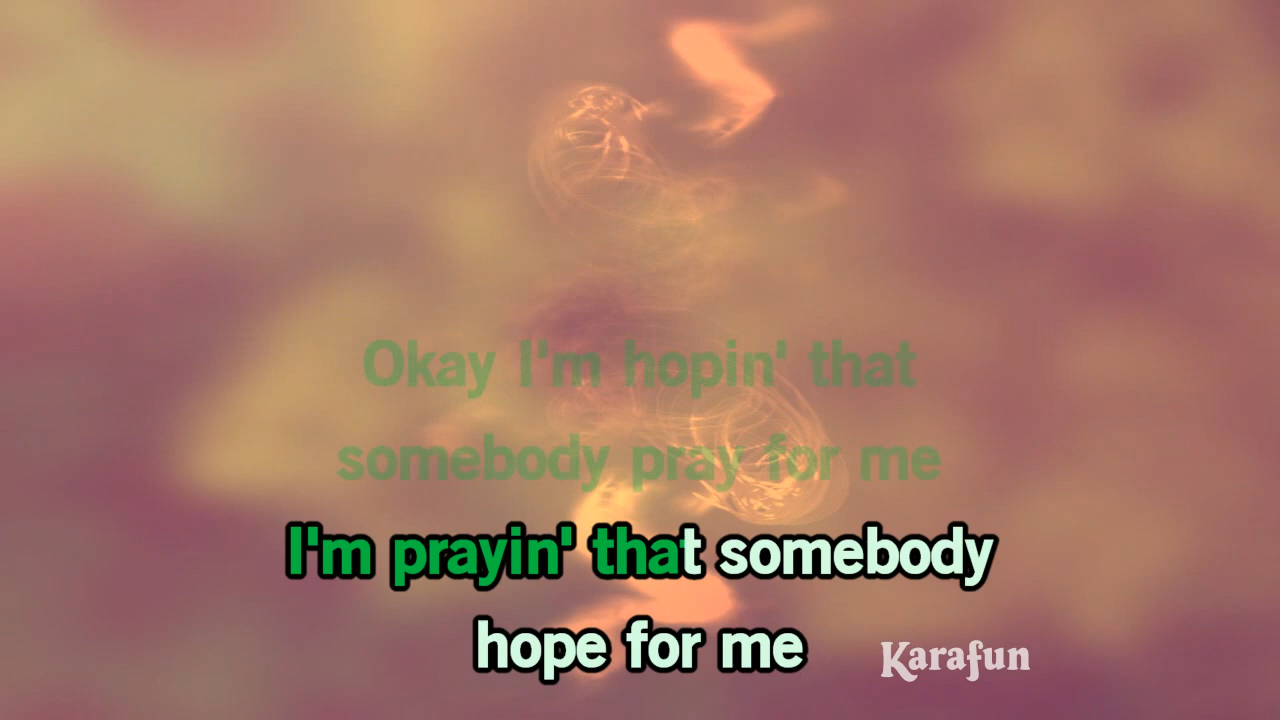 Okay I'm hopin' that
somebody pray for me
I'm prayin' that somebody
hope for me
Karafun